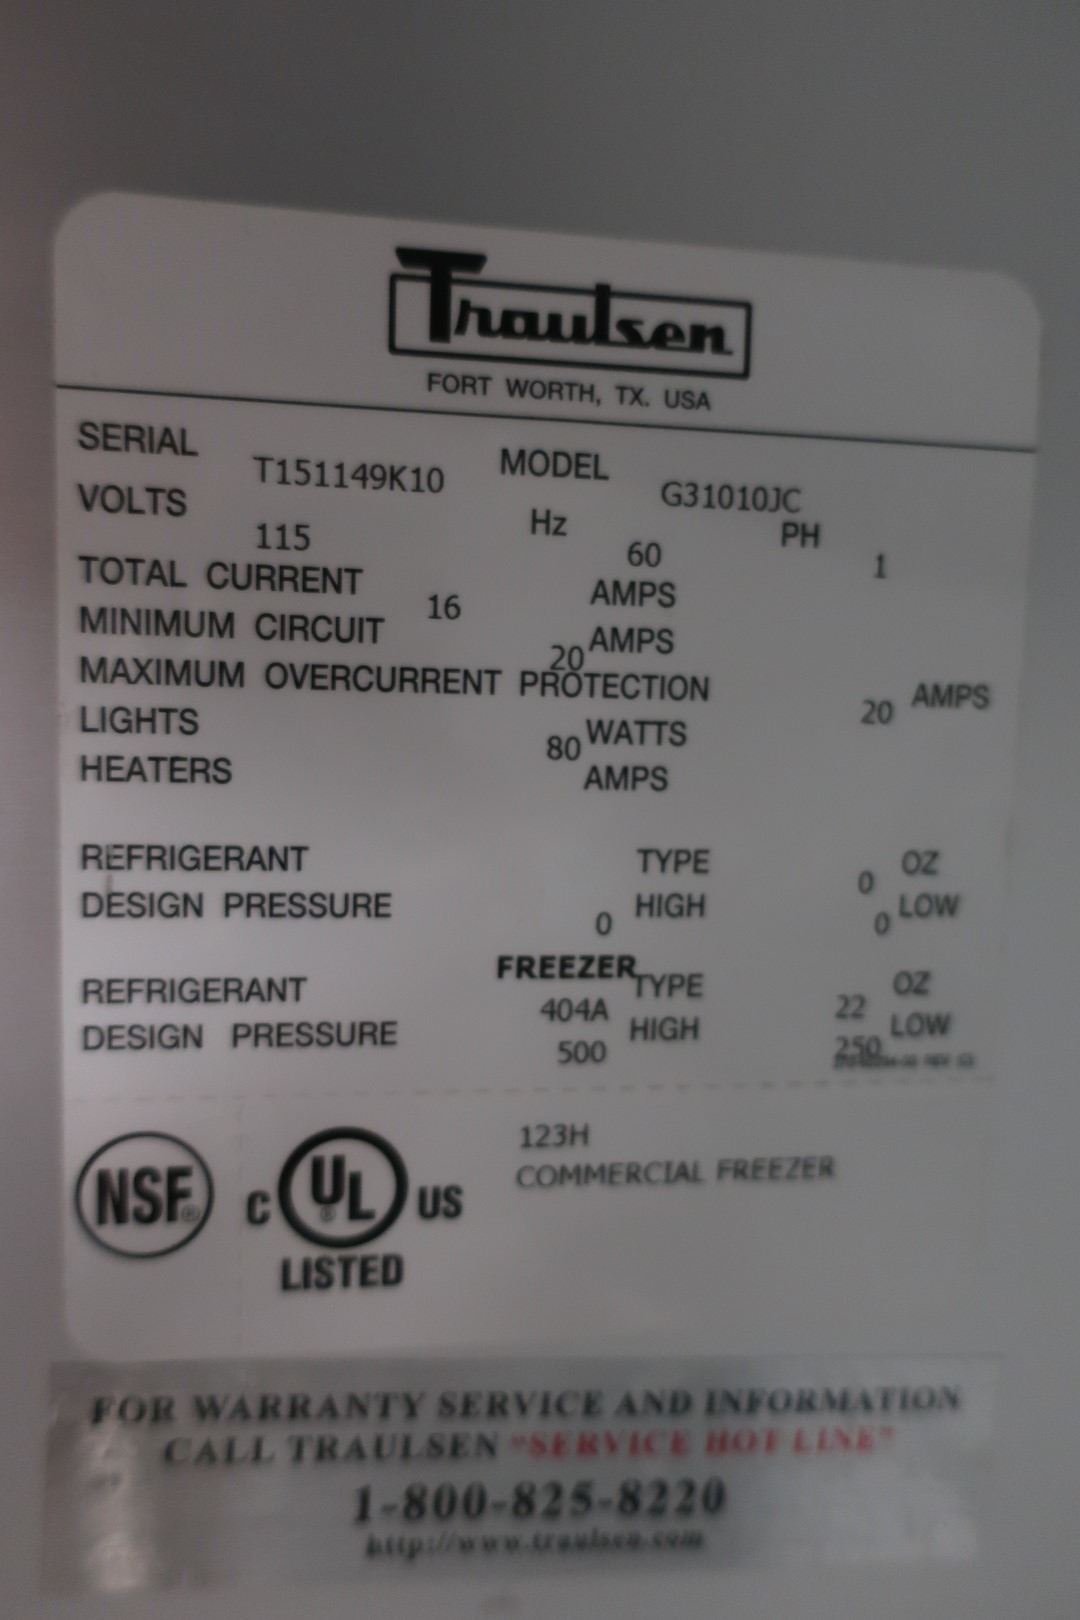 Traulsen
FORT WORTH, TX. USA
SERIAL T151149K10 MODEL G31010JC
VOLTS 115 Hz 60 PH 1
TOTAL CURRENT 16 AMPS
MINIMUM CIRCUIT 20 AMPS
MAXIMUM OVERCURRENT PROTECTION 20 AMPS
LIGHTS 80 WATTS
HEATERS AMPS
REFRIGERANT TYPE 0 OZ
DESIGN PRESSURE 0 HIGH 0 LOW
FREEZER
REFRIGERANT 404A TYPE 22 OZ
DESIGN PRESSURE 500 HIGH 250 LOW
NSF®
C UL® US
LISTED
123H
COMMERCIAL FREEZER
FOR WARRANTY SERVICE AND INFORMATION
CALL TRAULSEN "SERVICE HOT LINE"
1-800-825-8220
http://www.traulsen.com